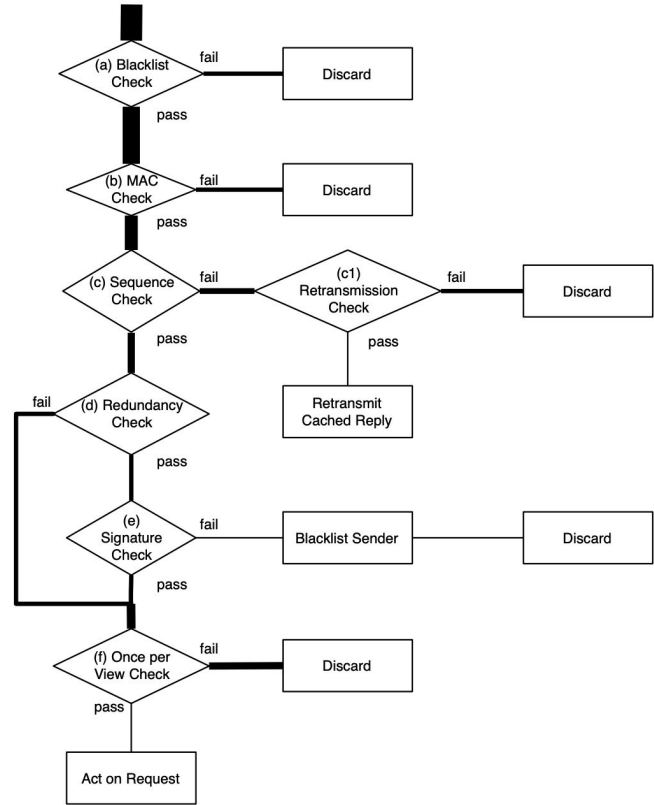 (a) Blacklist
Check
fail
Discard
pass
(b) MAC
Check
fail
Discard
pass
(c) Sequence
Check
fail
(c1)
Retransmission
Check
fail
Discard
pass
pass
Retransmit
Cached Reply
fail
(d) Redundancy
Check
pass
(e)
Signature
Check
fail
Blacklist Sender
Discard
pass
(f) Once per
View Check
fail
Discard
pass
Act on Request